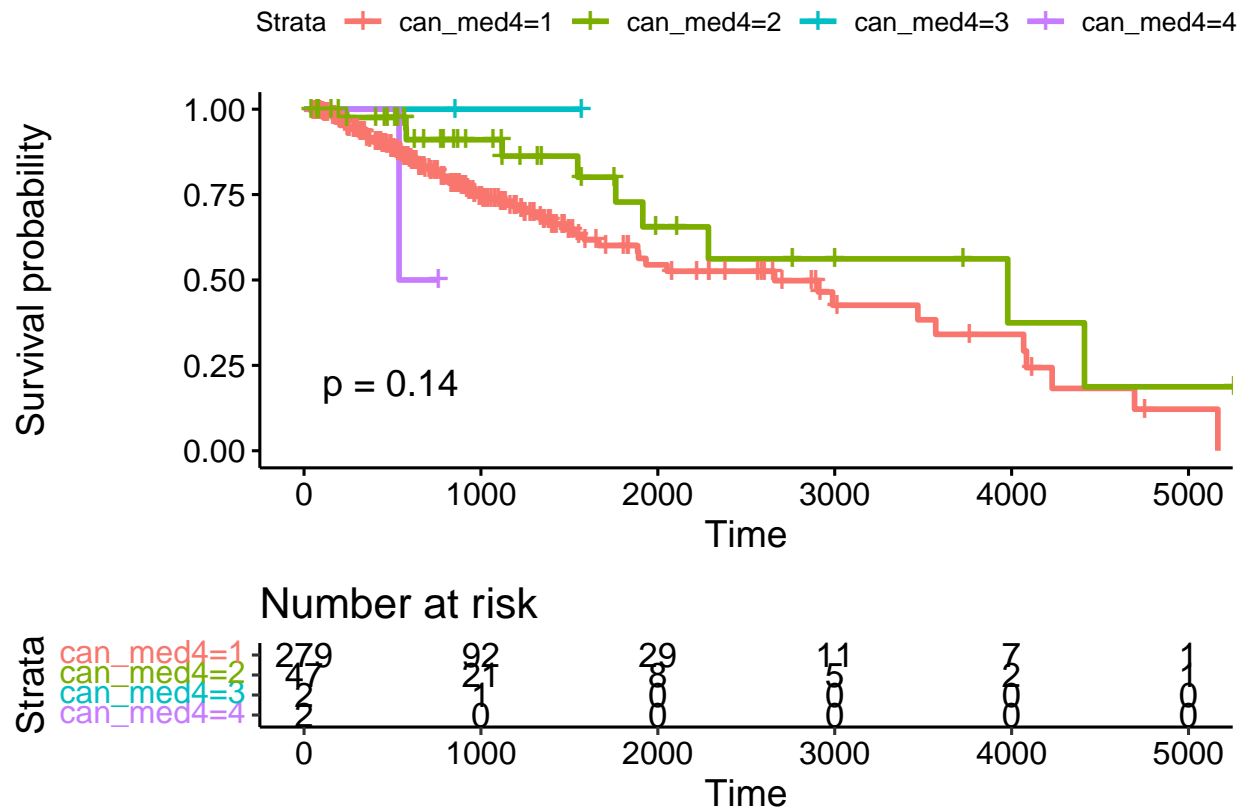 Strata can_med4=1 can_med4=2 can_med4=3 can_med4=4
Survival probability
1.00
0.75
0.50
0.25
0.00
p = 0.14
0 1000 2000 3000 4000 5000
Time
Number at risk
Strata
can_med4=1 279 92 29 11 7 1
can_med4=2 47 21 8 5 2 1
can_med4=3 2 1 0 0 0 0
can_med4=4 2 0 0 0 0 0
0 1000 2000 3000 4000 5000
Time